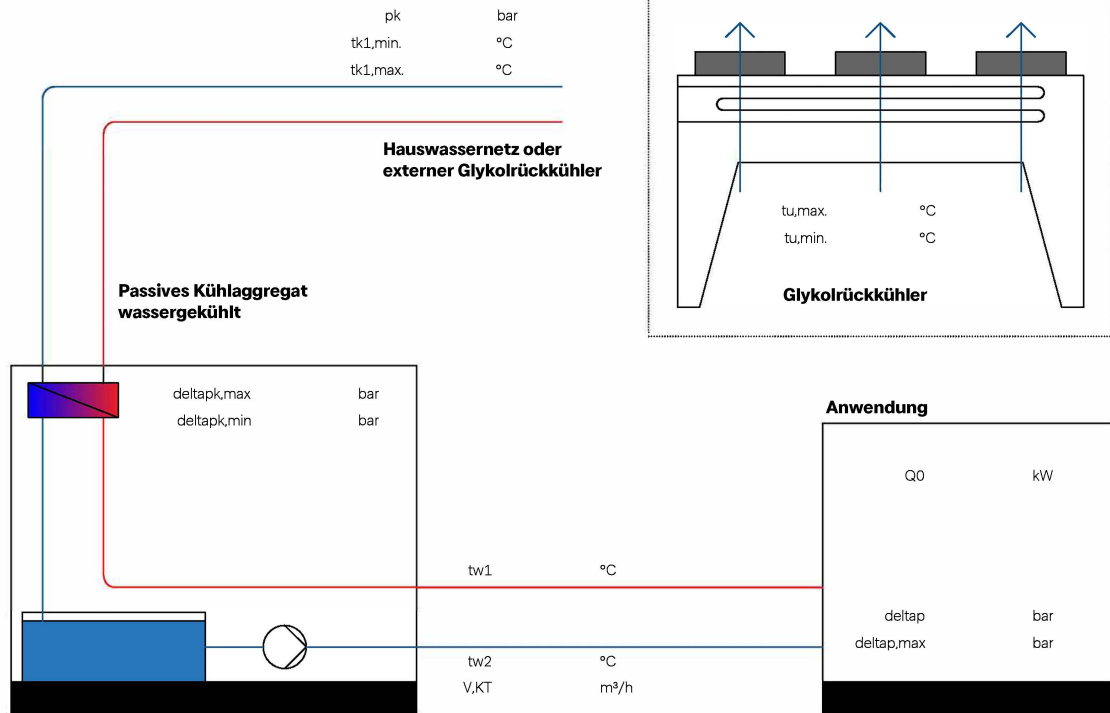 pk bar
tk1,min. °C
tk1,max. °C
Hauswassernetz oder
externer Glykolrückkühler
tu,max. °C
tu,min. °C
Glykolrückkühler
Passives Kühlaggregat
wassergekühlt
deltapk,max bar
deltapk,min bar
Anwendung
Q0 kW
tw1 °C
deltap bar
deltap,max bar
tw2 °C
V,KT m³/h